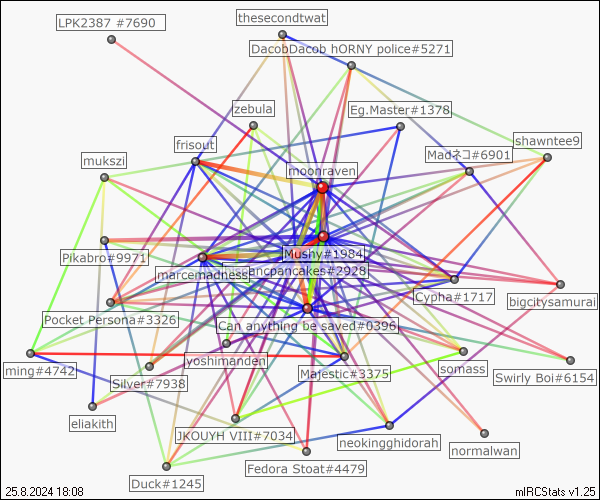 thesecondtwat
LPK2387 #7690
DacobDacob hORNY police#5271
zebula
Eg.Master#1378
frisout
shawntee9
Madネコ#6901
mukszi
moonraven
Pikabro#9971
Mushy#1984
marcemadness
ancpancakes#2928
Cypha#1717
bigcitysamurai
Pocket Persona#3326
Can anything be saved#0396
yoshimanden
somass
ming#4742
Majestic#3375
Swirly Boi#6154
Silver#7938
eliakith
JKOUYH VIII#7034
neokingghidorah
normalwan
Fedora Stoat#4479
Duck#1245
25.8.2024 18:08
mIRCStats v1.25